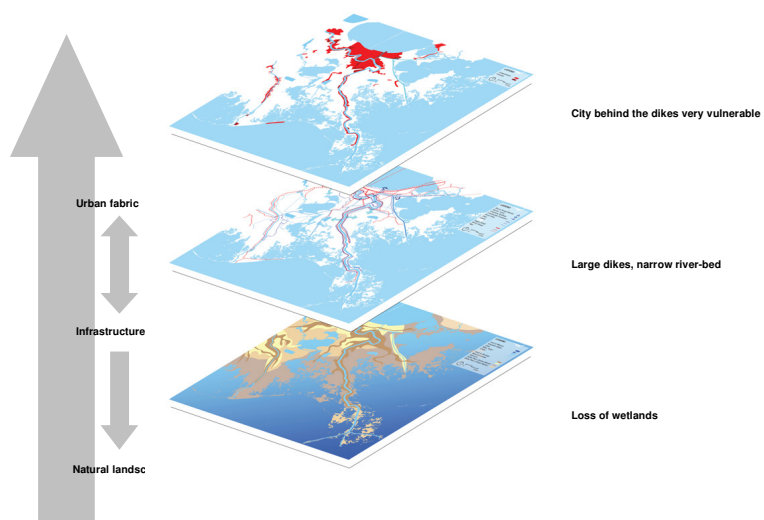 City behind the dikes very vulnerable
Urban fabric
Large dikes, narrow river-bed
Infrastructure
Loss of wetlands
Natural landsc